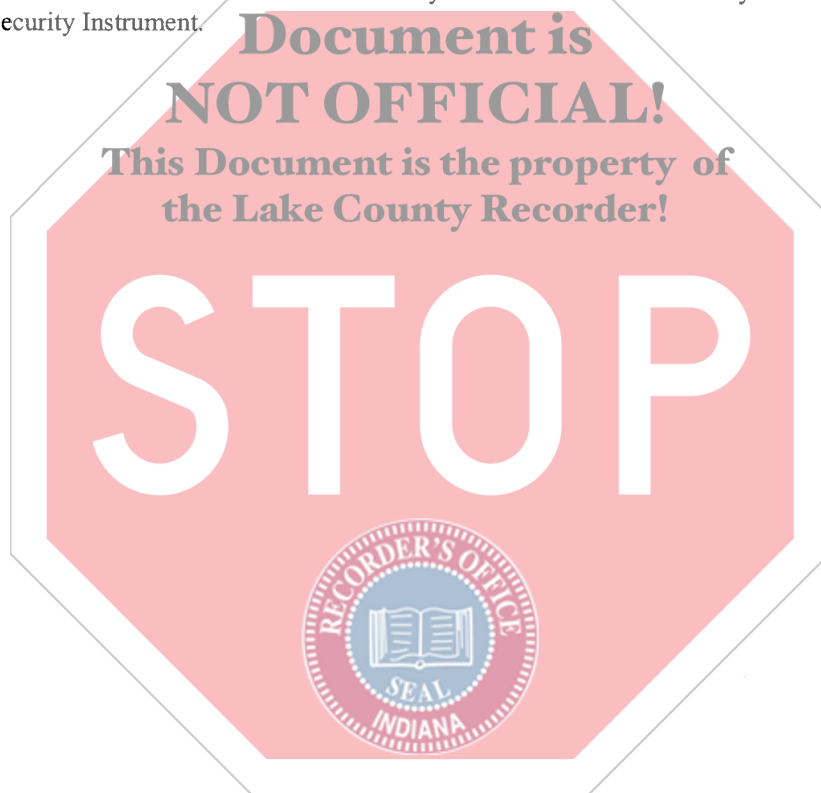 ecurity Instrument.
Document is
NOT OFFICIAL!
This Document is the property of
the Lake County Recorder!
STOP
RECORDER'S OFFICE
SEAL
INDIANA